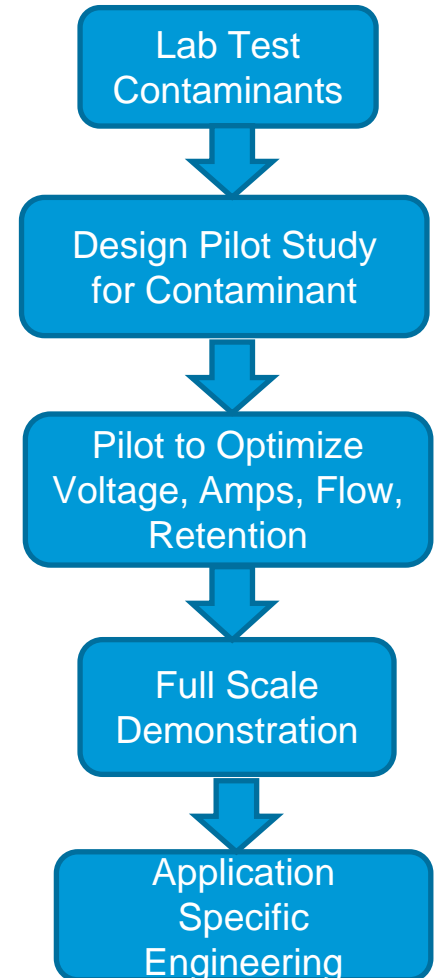 Lab Test
Contaminants
Design Pilot Study
for Contaminant
Pilot to Optimize
Voltage, Amps, Flow,
Retention
Full Scale
Demonstration
Application
Specific
Engineering